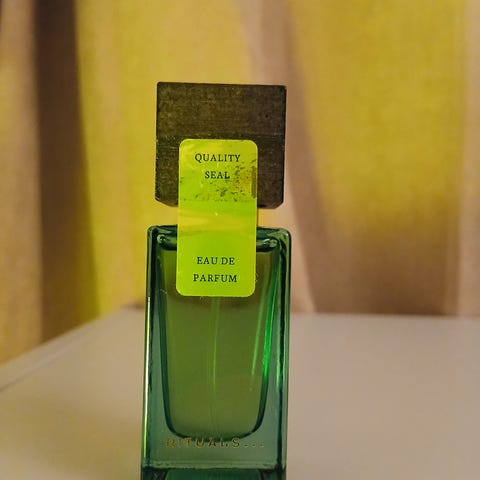 QUALITY
SEAL
EAU DE
PARFUM
RITUALS...